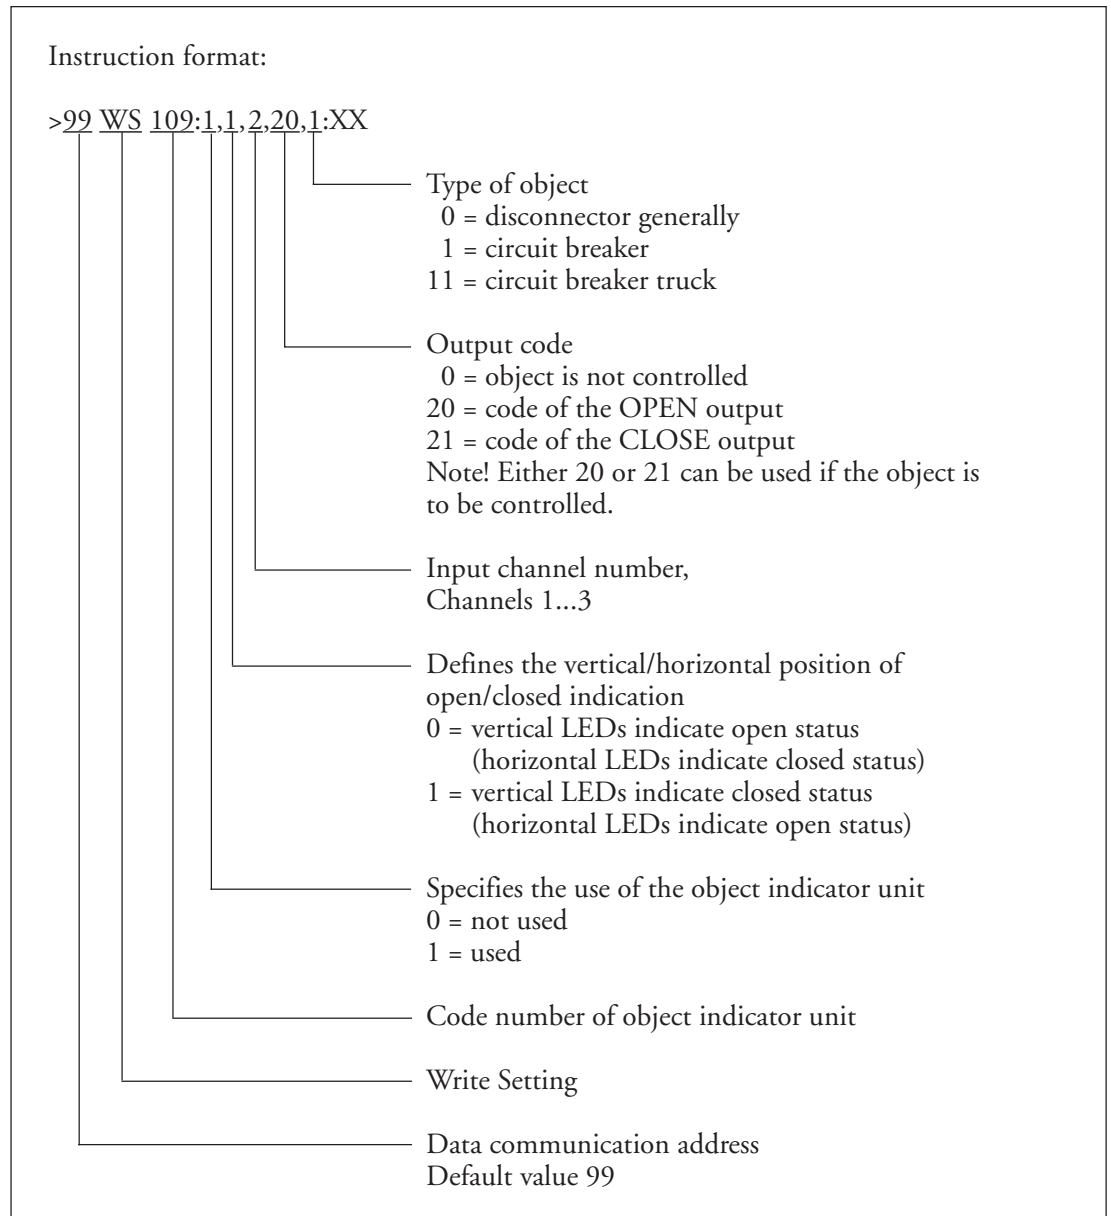 Instruction format:
>99 WS 109:1,1,2,20,1:XX
Type of object
0 = disconnector generally
1 = circuit breaker
11 = circuit breaker truck
Output code
0 = object is not controlled
20 = code of the OPEN output
21 = code of the CLOSE output
Note! Either 20 or 21 can be used if the object is
to be controlled.
Input channel number,
Channels 1...3
Defines the vertical/horizontal position of
open/closed indication
0 = vertical LEDs indicate open status
(horizontal LEDs indicate closed status)
1 = vertical LEDs indicate closed status
(horizontal LEDs indicate open status)
Specifies the use of the object indicator unit
0 = not used
1 = used
Code number of object indicator unit
Write Setting
Data communication address
Default value 99